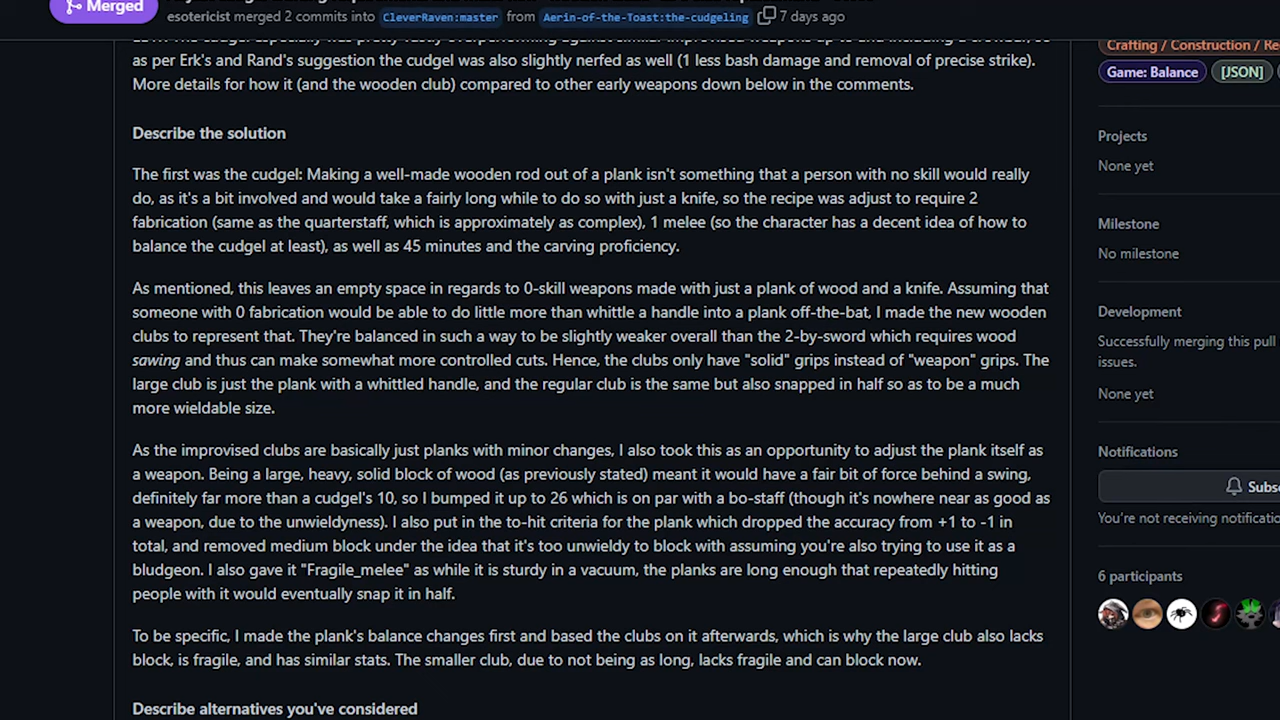 Merged
esotericist merged 2 commits into CleverRaven:master from Aerin-of-the-Toast:the-cudgeling 7 days ago
as per Erk's and Rand's suggestion the cudgel was also slightly nerfed as well (1 less bash damage and removal of precise strike).
More details for how it (and the wooden club) compared to other early weapons down below in the comments.
Describe the solution
The first was the cudgel: Making a well-made wooden rod out of a plank isn't something that a person with no skill would really
do, as it's a bit involved and would take a fairly long while to do so with just a knife, so the recipe was adjust to require 2
fabrication (same as the quarterstaff, which is approximately as complex), 1 melee (so the character has a decent idea of how to
balance the cudgel at least), as well as 45 minutes and the carving proficiency.
As mentioned, this leaves an empty space in regards to 0-skill weapons made with just a plank of wood and a knife. Assuming that
someone with 0 fabrication would be able to do little more than whittle a handle into a plank off-the-bat, I made the new wooden
clubs to represent that. They're balanced in such a way to be slightly weaker overall than the 2-by-sword which requires wood
sawing and thus can make somewhat more controlled cuts. Hence, the clubs only have "solid" grips instead of "weapon" grips. The
large club is just the plank with a whittled handle, and the regular club is the same but also snapped in half so as to be a much
more wieldable size.
As the improvised clubs are basically just planks with minor changes, I also took this as an opportunity to adjust the plank itself as
a weapon. Being a large, heavy, solid block of wood (as previously stated) meant it would have a fair bit of force behind a swing,
definitely far more than a cudgel's 10, so I bumped it up to 26 which is on par with a bo-staff (though it's nowhere near as good as
a weapon, due to the unwieldyness). I also put in the to-hit criteria for the plank which dropped the accuracy from +1 to -1 in
total, and removed medium block under the idea that it's too unwieldy to block with assuming you're also trying to use it as a
bludgeon. I also gave it "Fragile_melee" as while it is sturdy in a vacuum, the planks are long enough that repeatedly hitting
people with it would eventually snap it in half.
To be specific, I made the plank's balance changes first and based the clubs on it afterwards, which is why the large club also lacks
block, is fragile, and has similar stats. The smaller club, due to not being as long, lacks fragile and can block now.
Describe alternatives you've considered
Crafting / Construction / Re
Game: Balance [JSON]
Projects
None yet
Milestone
No milestone
Development
Successfully merging this pull
issues.
None yet
Notifications
Subs
You're not receiving notificatio
6 participants